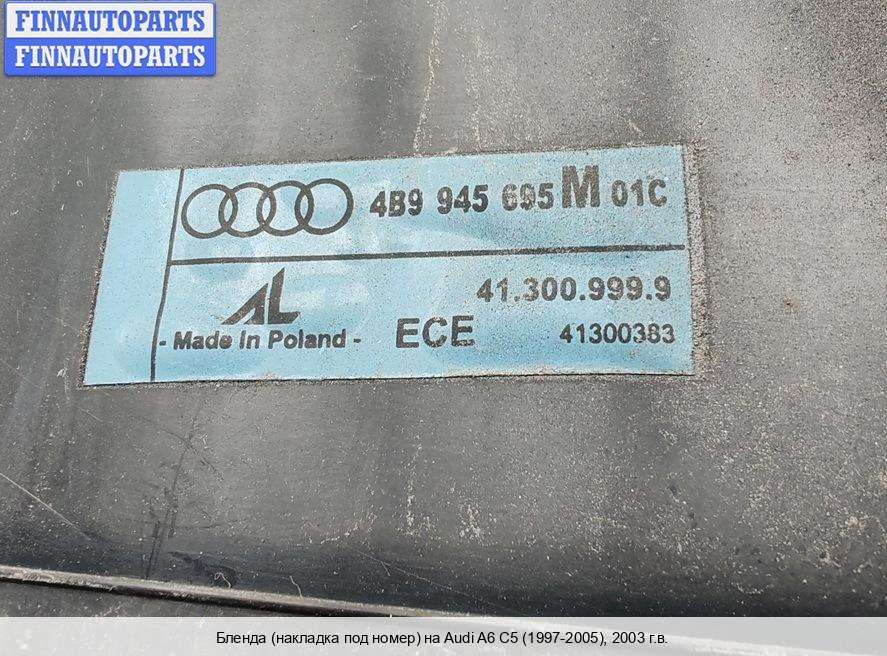 FINNAUTOPARTS
FINNAUTOPARTS
4B9 945 695 M 01C
41.300.999.9
AL
- Made in Poland - ECE 41300383
Бленда (накладка под номер) на Audi A6 C5 (1997-2005), 2003 г.в.